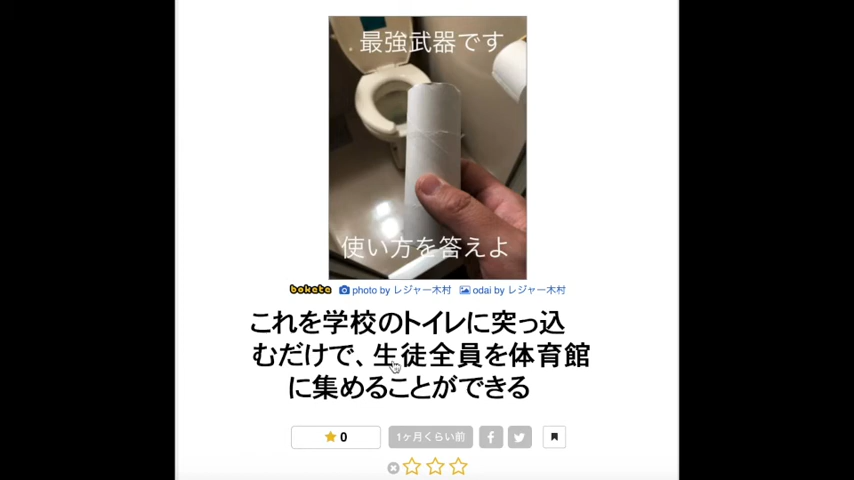 最強武器です
使い方を答えよ
bokete photo by レジャー木村 odai by レジャー木村
これを学校のトイレに突っ込
むだけで、生徒全員を体育館
に集めることができる
0 1ヶ月くらい前